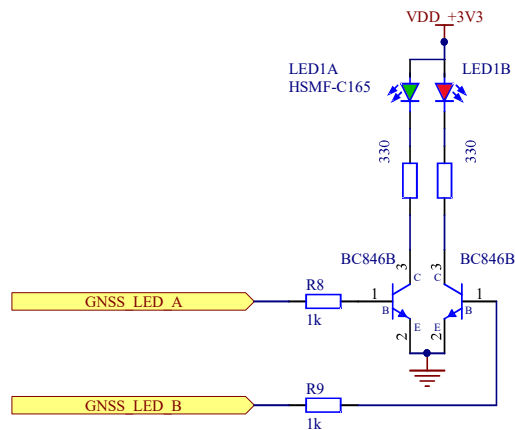 VDD_+3V3
LED1A
HSMF-C165
LED1B
330
330
BC846B
BC846B
3
3
C
C
GNSS_LED_A
R8
1k
1
B
B
1
E
E
2
2
GNSS_LED_B
R9
1k